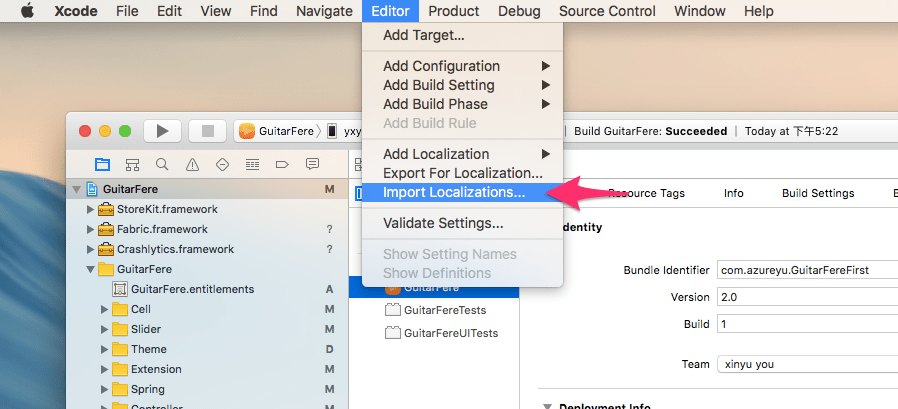 Xcode File Edit View Find Navigate Editor Product Debug Source Control Window Help
Add Target...
Add Configuration
Add Build Setting
Add Build Phase
Add Build Rule
Add Localization
Export For Localization...
Import Localizations...
Validate Settings...
Show Setting Names
Show Definitions
GuitarFere yxy Build GuitarFere: Succeeded Today at 下午5:22
GuitarFere M
StoreKit.framework
Fabric.framework ?
Crashlytics.framework ?
GuitarFere
GuitarFere.entitlements A
Cell M
Slider M
Theme D
Extension M
Spring M
Controller M
GuitarFere
GuitarFereTests
GuitarFereUITests
Resource Tags Info Build Settings B
dentity
Bundle Identifier com.azureyu.GuitarFereFirst
Version 2.0
Build 1
Team xinyu you
Deployment Info